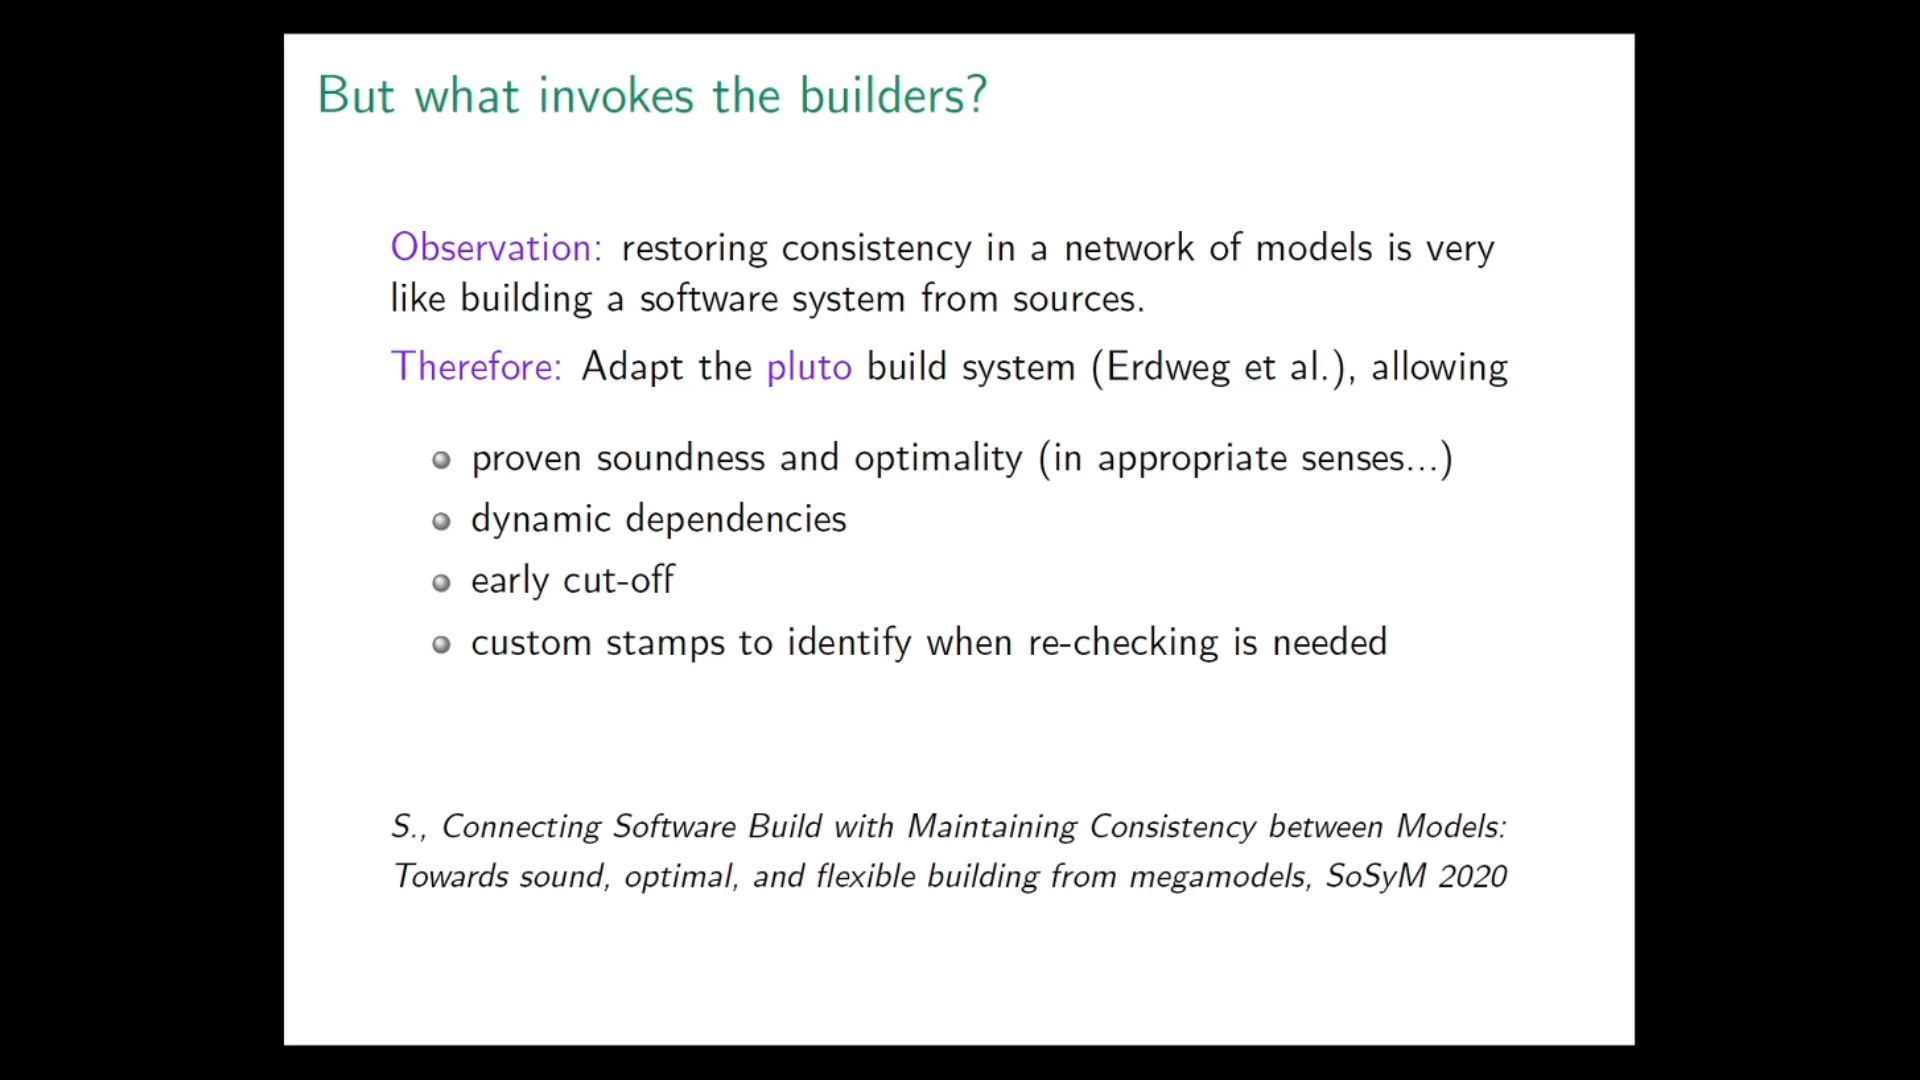 But what invokes the builders?
Observation: restoring consistency in a network of models is very
like building a software system from sources.
Therefore: Adapt the pluto build system (Erdweg et al.), allowing
proven soundness and optimality (in appropriate senses...)
dynamic dependencies
early cut-off
custom stamps to identify when re-checking is needed
S., Connecting Software Build with Maintaining Consistency between Models:
Towards sound, optimal, and flexible building from megamodels, SoSyM 2020